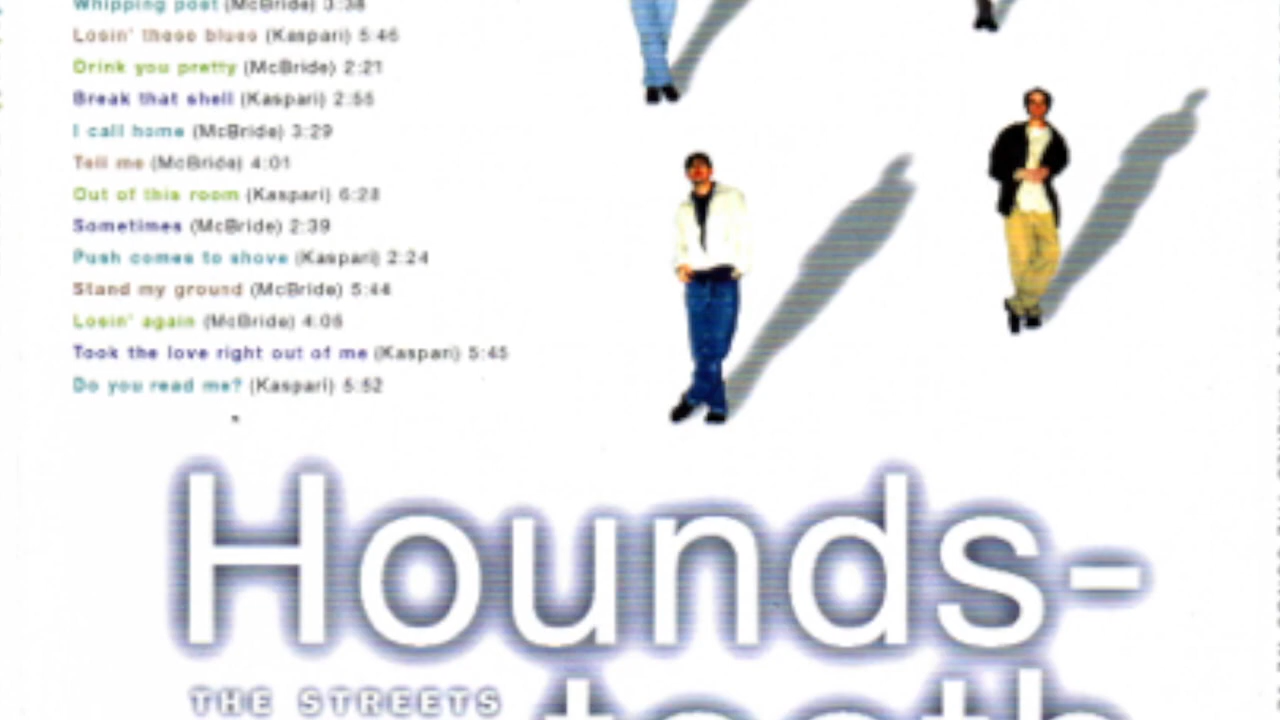 Whipping post (McBride) 3:38
Losin' these blues (Kaspari) 5:46
Drink you pretty (McBride) 2:21
Break that shell (Kaspari) 2:55
I call home (McBride) 3:29
Tell me (McBride) 4:01
Out of this room (Kaspari) 6:28
Sometimes (McBride) 2:39
Push comes to shove (Kaspari) 2:24
Stand my ground (McBride) 5:44
Losin' again (McBride) 4:06
Took the love right out of me (Kaspari) 5:45
Do you read me? (Kaspari) 5:52
Hounds-
THE STREETS tooth